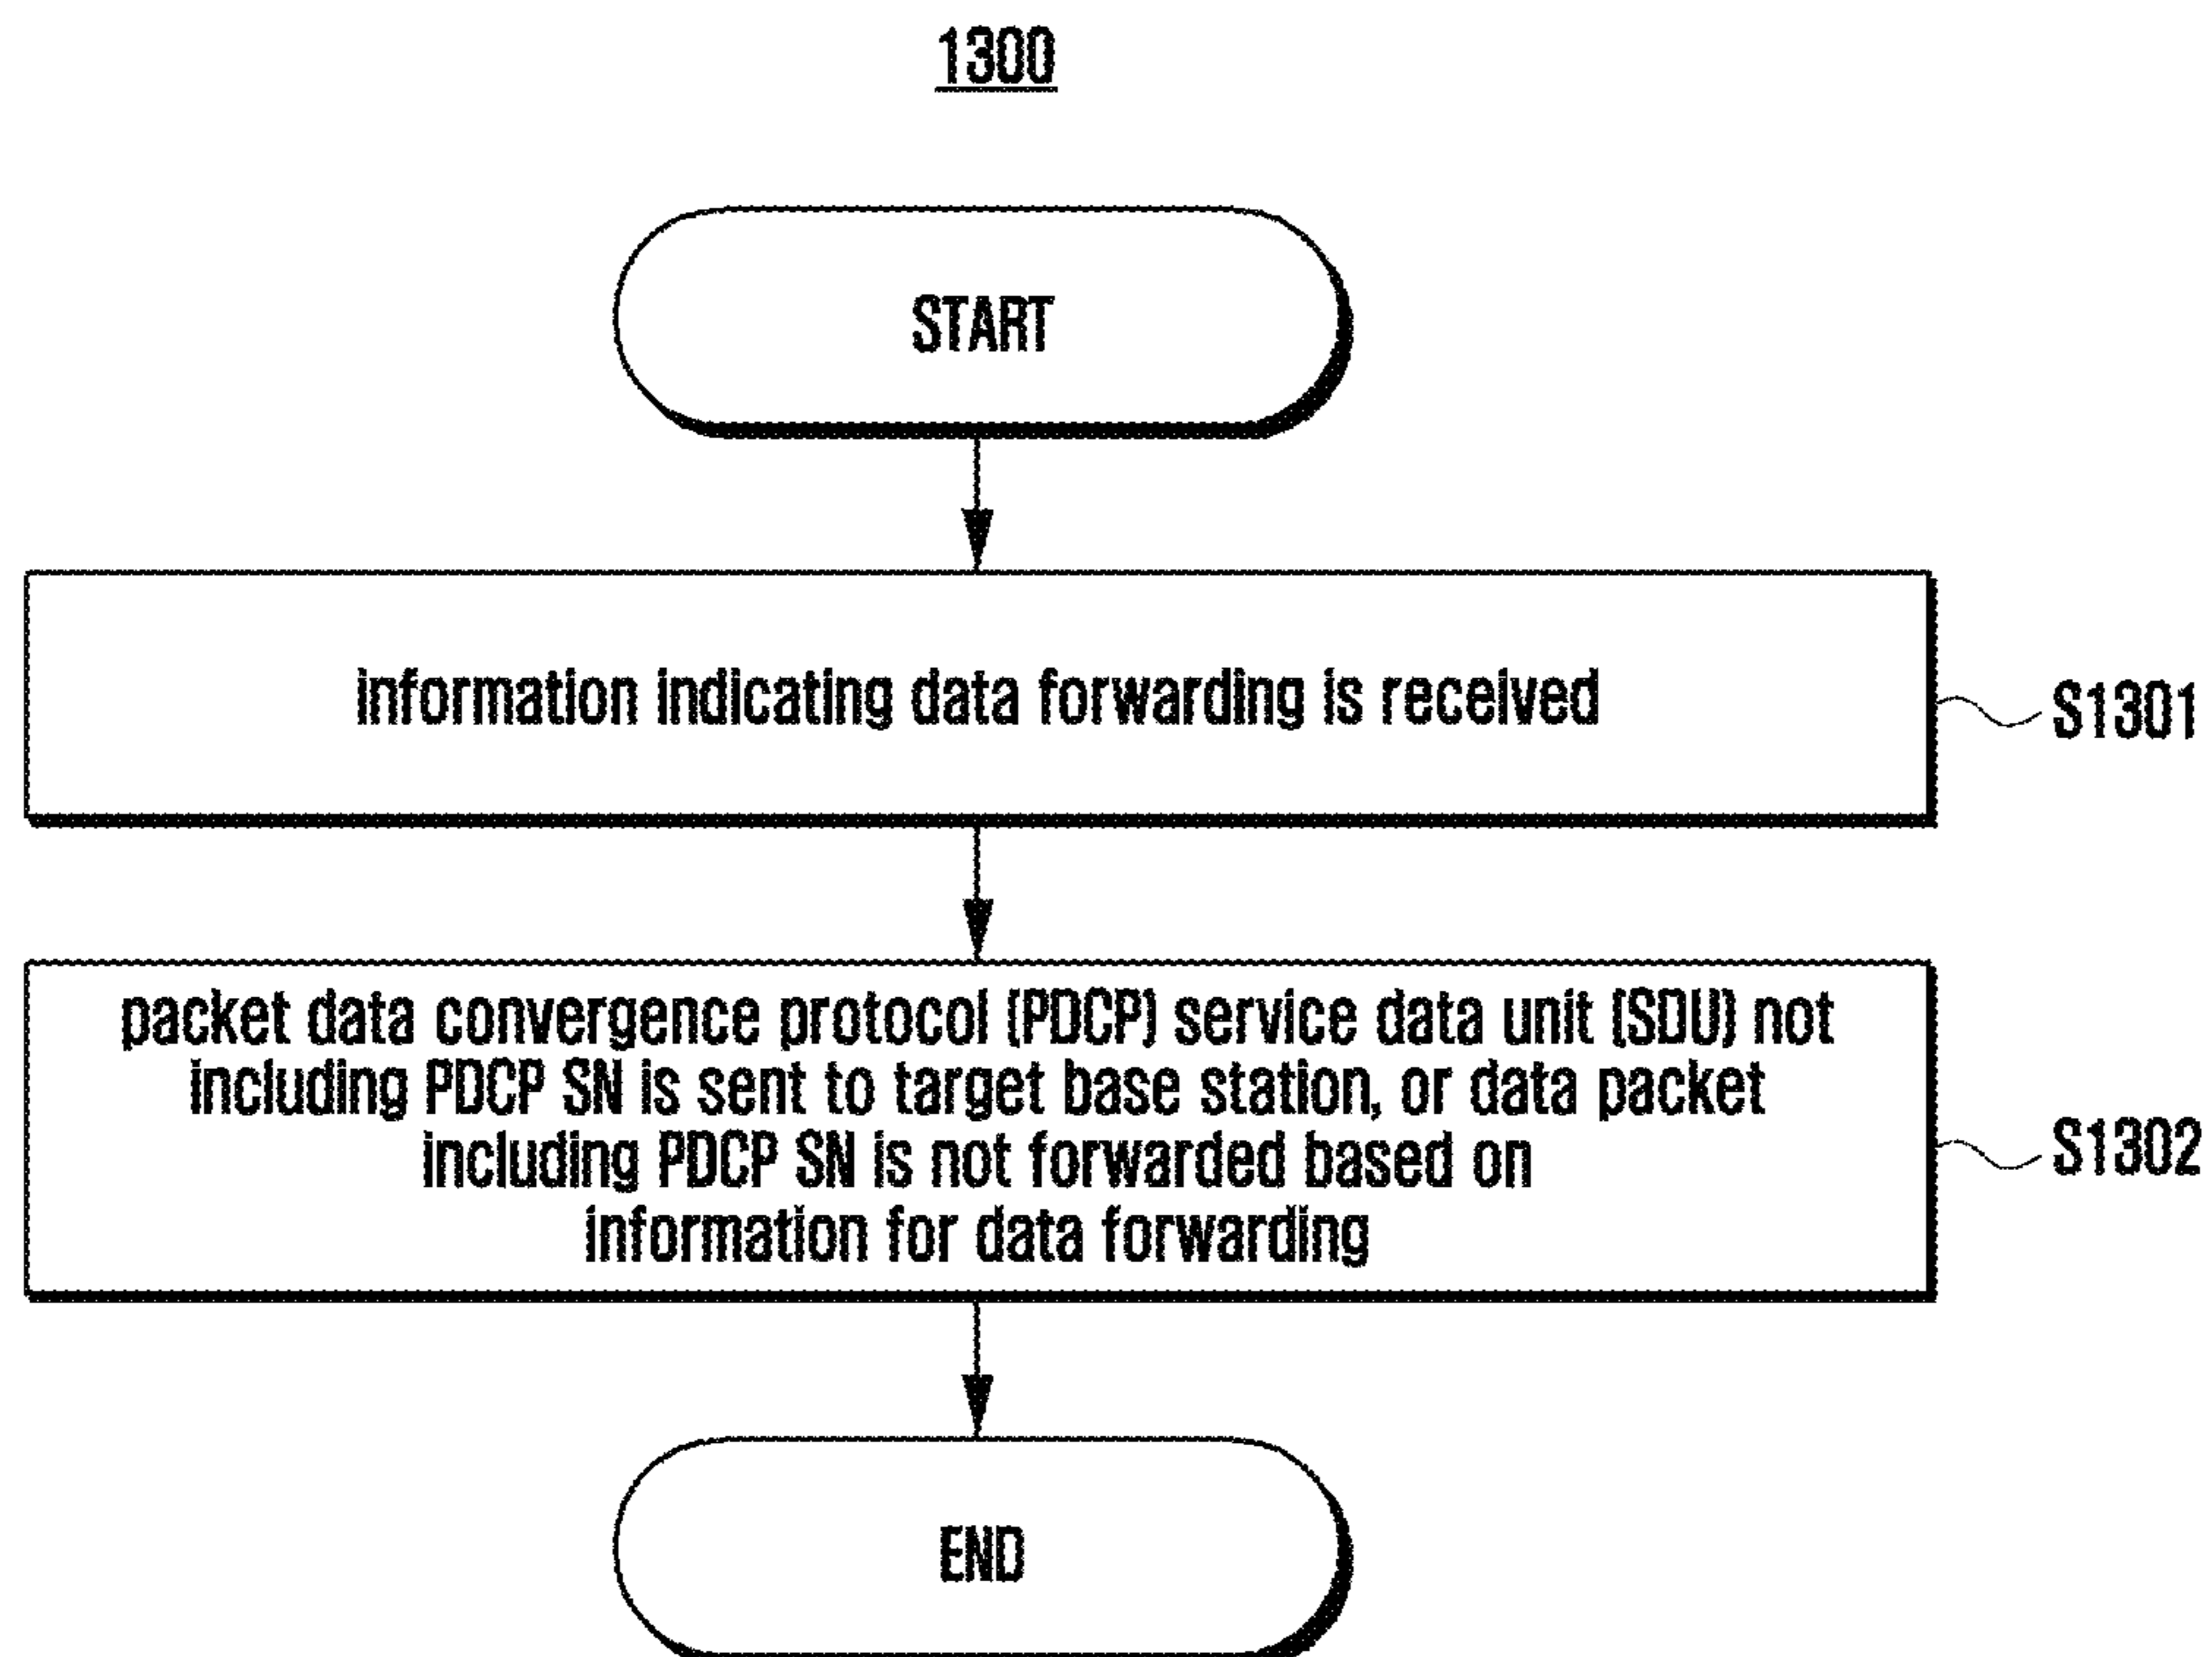 1300
START
information indicating data forwarding is received
S1301
packet data convergence protocol (PDCP) service data unit (SDU) not
including PDCP SN is sent to target base station, or data packet
including PDCP SN is not forwarded based on
information for data forwarding
S1302
END